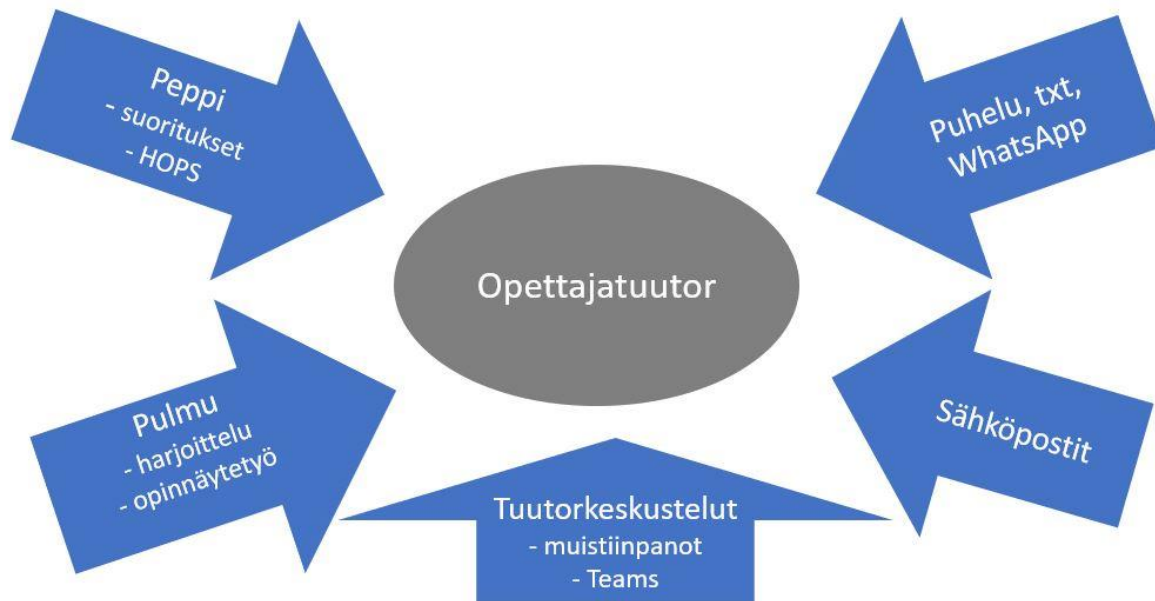 Peppi
- suoritukset
- HOPS
Puhelu, txt,
WhatsApp
Opettajatuutor
Pulmu
- harjoittelu
- opinnäytetyö
Sähköpostit
Tuutorkeskustelut
- muistiinpanot
- Teams